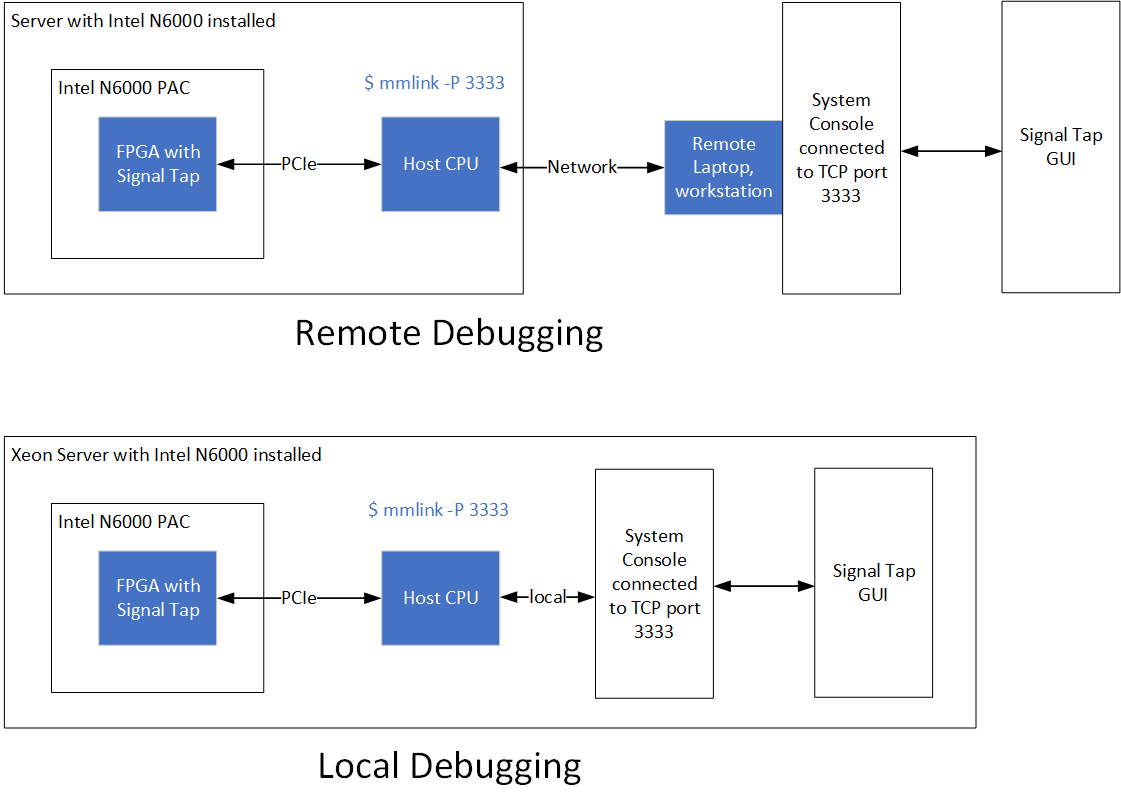 Server with Intel N6000 installed
Intel N6000 PAC
$ mmlink -P 3333
FPGA with
Signal Tap
PCIe
Host CPU
Network
Remote
Laptop,
workstation
System
Console
connected
to TCP port
3333
Signal Tap
GUI
Remote Debugging
Xeon Server with Intel N6000 installed
Intel N6000 PAC
$ mmlink -P 3333
FPGA with
Signal Tap
PCIe
Host CPU
local
System
Console
connected
to TCP port
3333
Signal Tap
GUI
Local Debugging